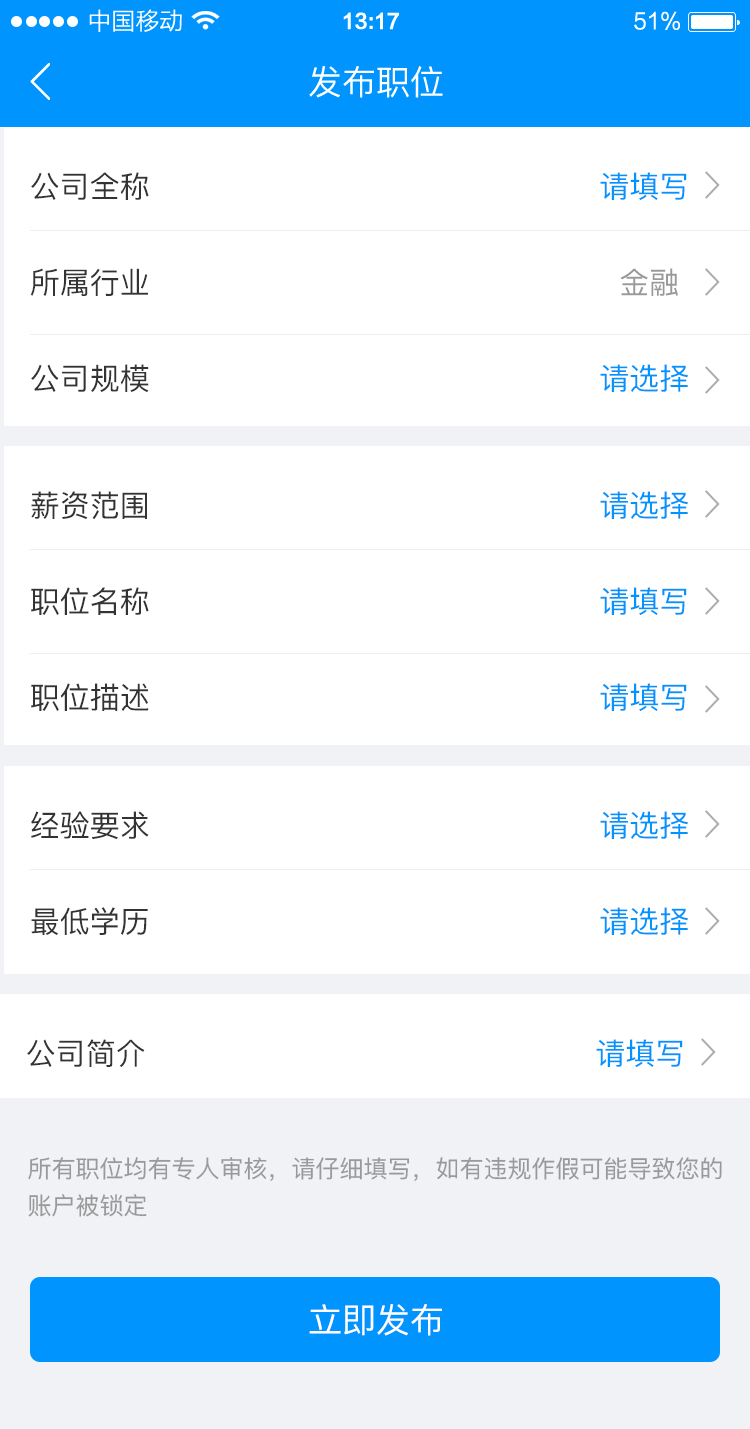 中国移动 13:17 51%
发布职位
公司全称 请填写
所属行业 金融
公司规模 请选择
薪资范围 请选择
职位名称 请填写
职位描述 请填写
经验要求 请选择
最低学历 请选择
公司简介 请填写
所有职位均有专人审核，请仔细填写，如有违规作假可能导致您的
账户被锁定
立即发布